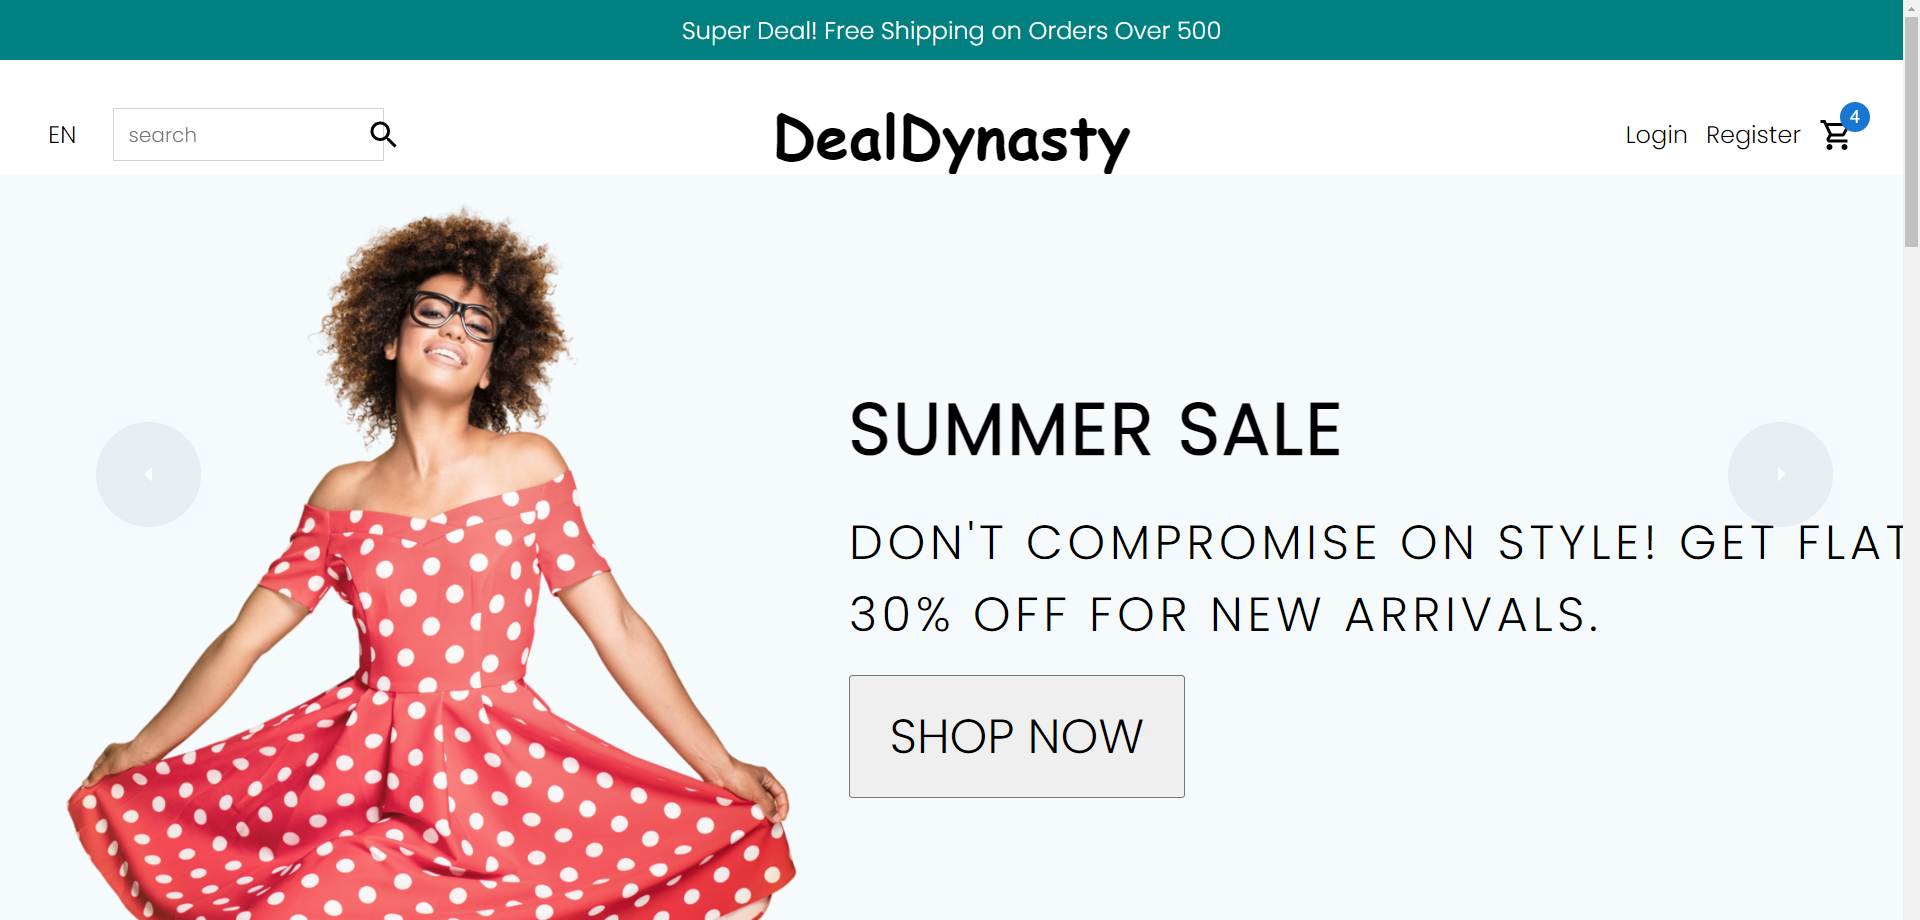 Super Deal! Free Shipping on Orders Over 500
EN
search
DealDynasty
Login
Register
4
SUMMER SALE
DON'T COMPROMISE ON STYLE! GET FLAT
30% OFF FOR NEW ARRIVALS.
SHOP NOW